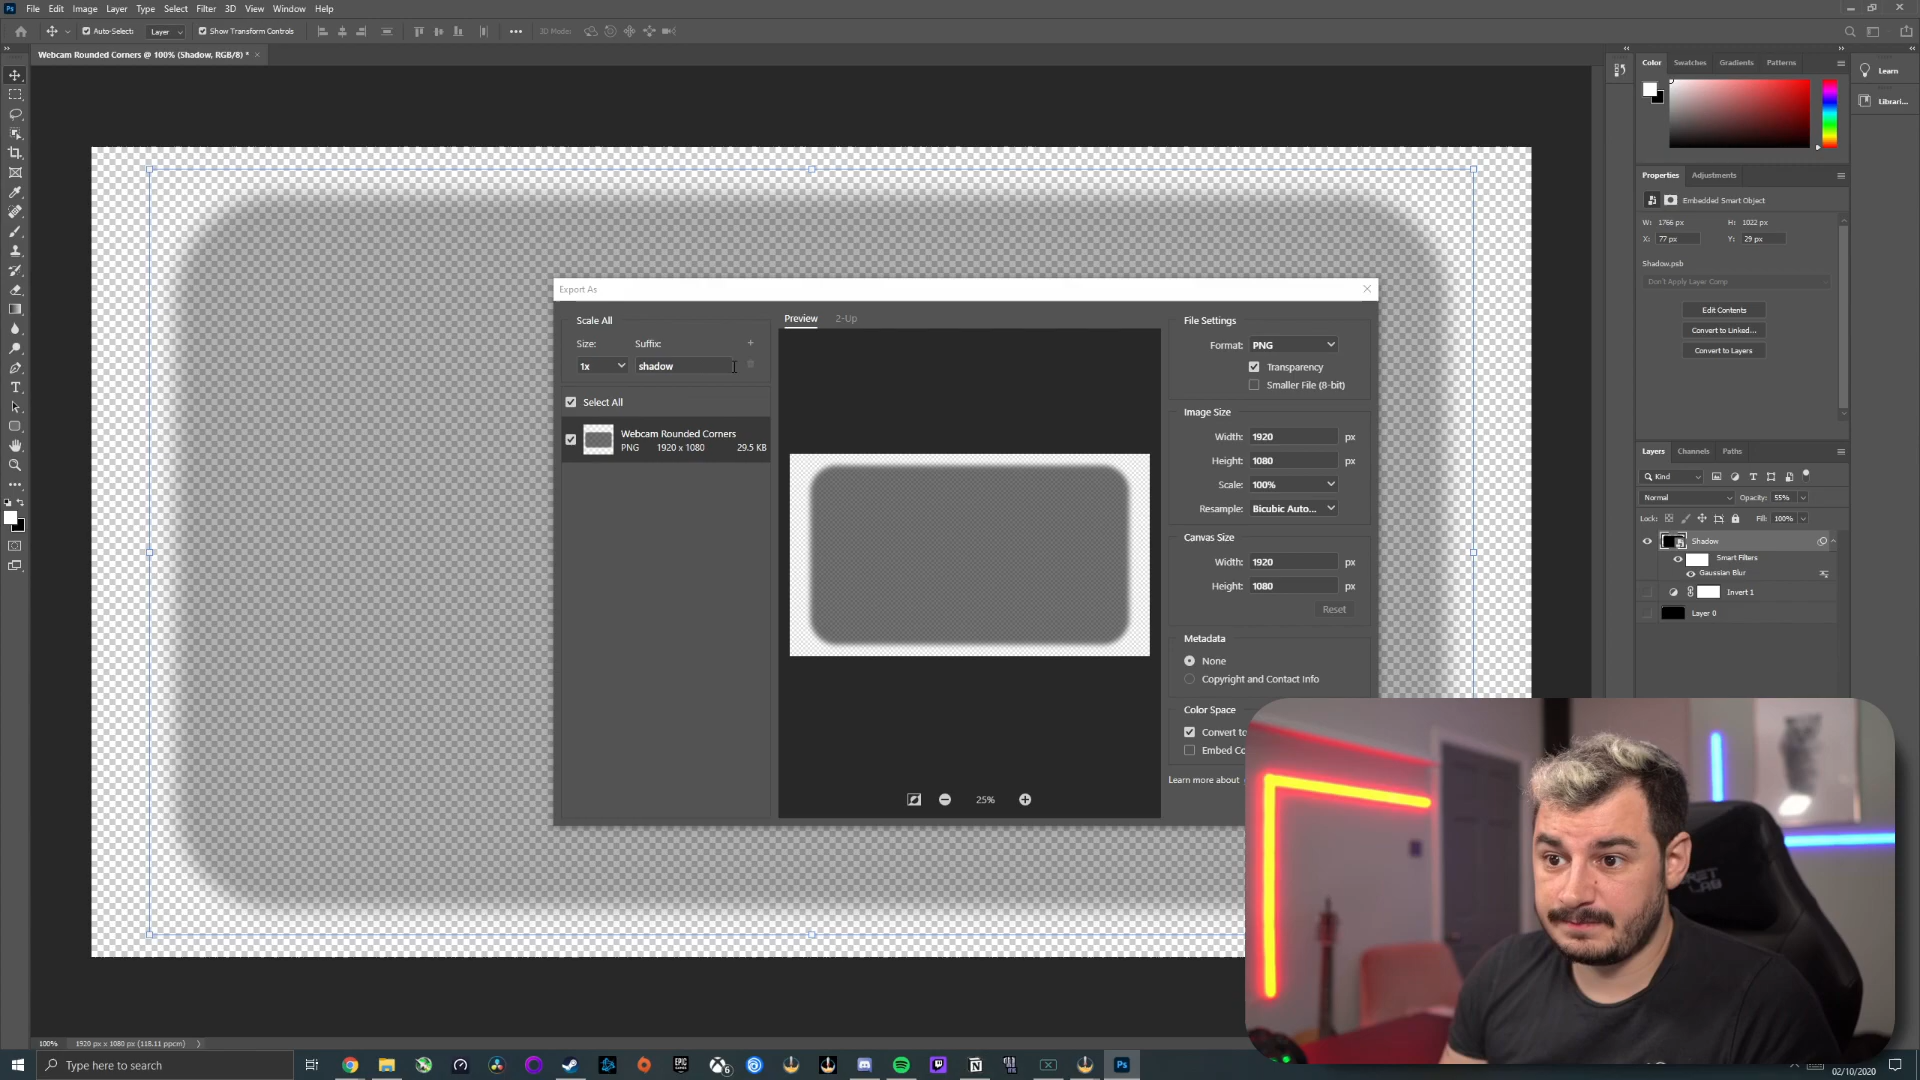 File Edit Image Layer Type Select Filter 3D View Window Help
Auto-Select: Layer Show Transform Controls 3D Mode:
Webcam Rounded Corners @ 100% (Shadow, RGB/8) *
Color Swatches Gradients Patterns
Learn
Librari...
Properties Adjustments
Embedded Smart Object
W: 1766 px H: 1022 px
X: 77 px Y: 29 px
Shadow.psb
Don't Apply Layer Comp
Edit Contents
Convert to Linked...
Convert to Layers
Export As
Scale All
Size: Suffix:
1x shadow
Select All
Webcam Rounded Corners
PNG 1920 x 1080 29.5 KB
Preview 2-Up
25%
File Settings
Format: PNG
Transparency
Smaller File (8-bit)
Image Size
Width: 1920 px
Height: 1080 px
Scale: 100%
Resample: Bicubic Auto...
Canvas Size
Width: 1920 px
Height: 1080 px
Reset
Metadata
None
Copyright and Contact Info
Color Space
Convert to
Embed Co
Learn more about
Layers Channels Paths
Kind
Normal Opacity: 55%
Lock: Fill: 100%
Shadow
Smart Filters
Gaussian Blur
Invert 1
Layer 0
100% 1920 px x 1080 px (118.11 ppcm)
Type here to search
02/10/2020